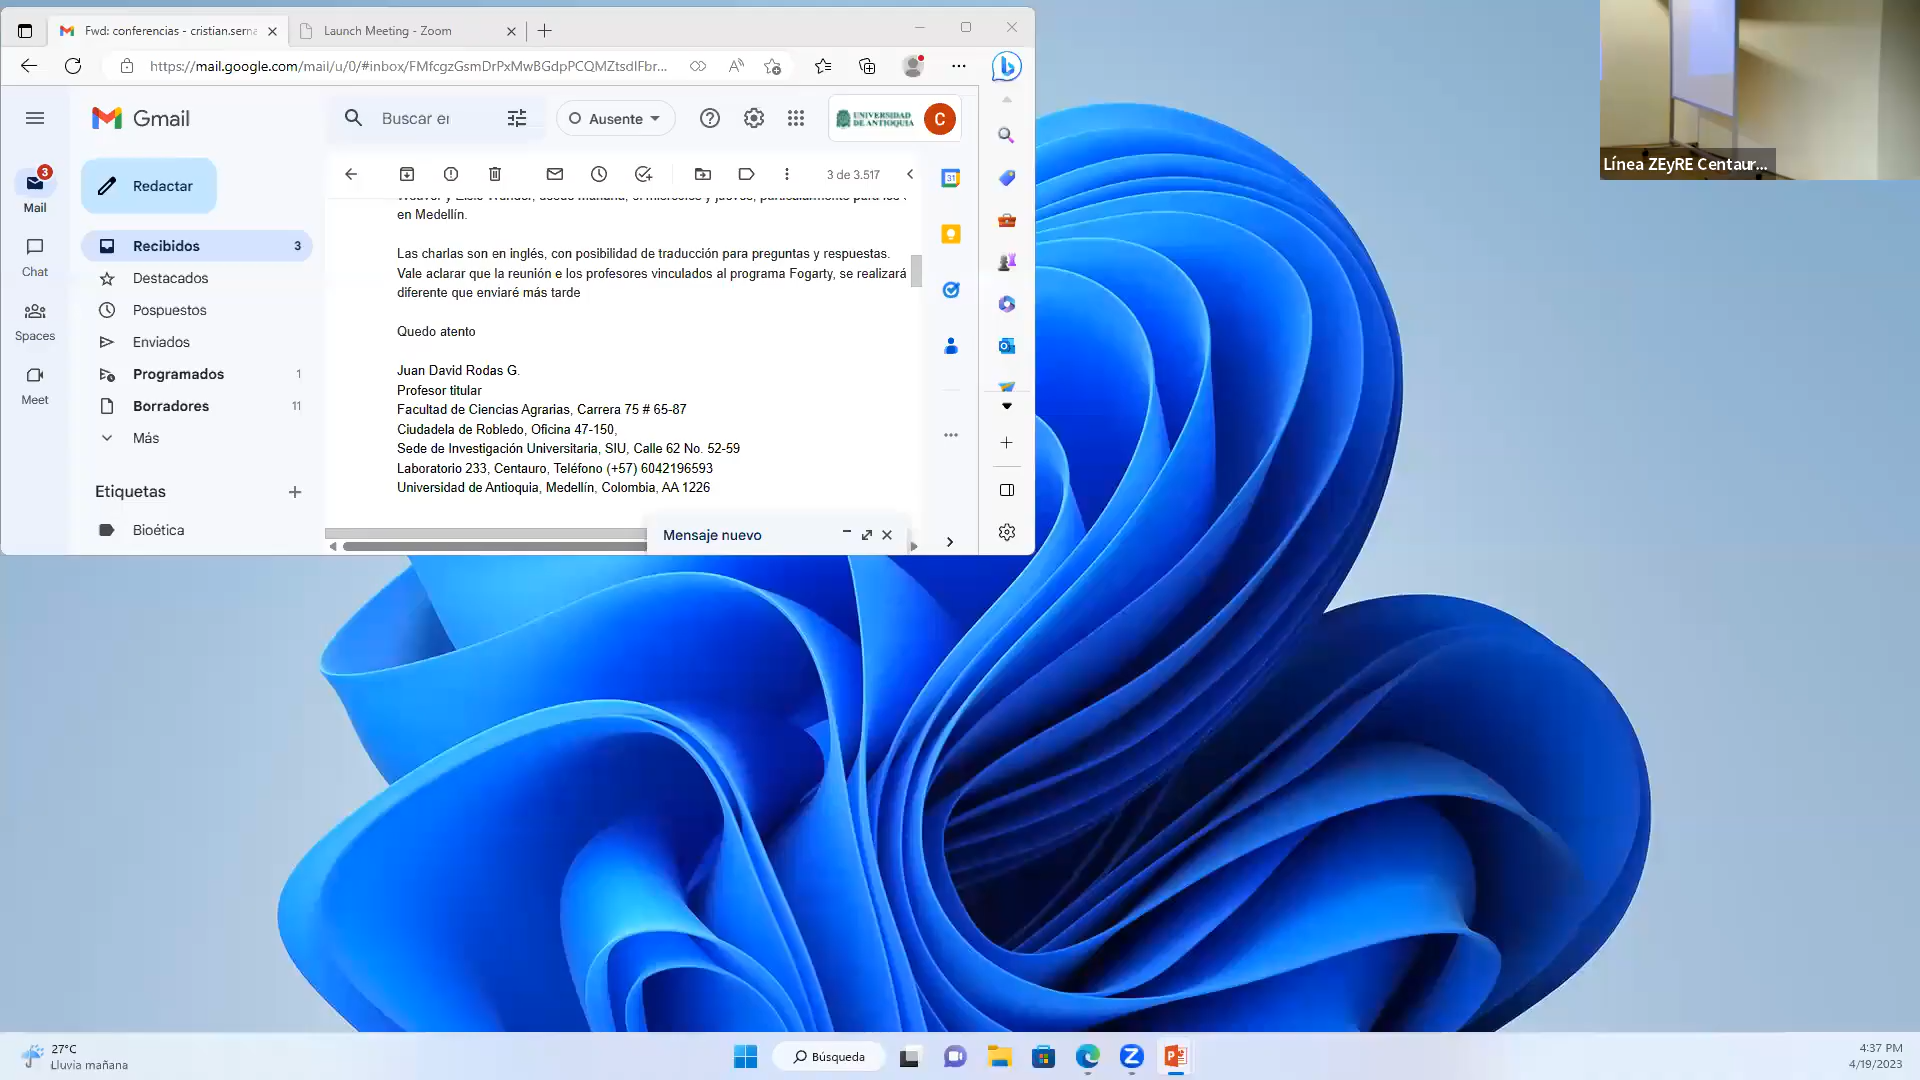 Fwd: conferencias - cristian.serna
Launch Meeting - Zoom
https://mail.google.com/mail/u/0/#inbox/FMfcgzGsmDrPxMwBGdpPCQMZtsdlFbr...
Gmail
Buscar en
Ausente
UNIVERSIDAD
DE ANTIOQUIA
C
3
Mail
Chat
Spaces
Meet
Redactar
Recibidos 3
Destacados
Pospuestos
Enviados
Programados 1
Borradores 11
Más
Etiquetas
Bioética
3 de 3.517
en Medellín.
Las charlas son en inglés, con posibilidad de traducción para preguntas y respuestas.
Vale aclarar que la reunión e los profesores vinculados al programa Fogarty, se realizará
diferente que enviaré más tarde
Quedo atento
Juan David Rodas G.
Profesor titular
Facultad de Ciencias Agrarias, Carrera 75 # 65-87
Ciudadela de Robledo, Oficina 47-150,
Sede de Investigación Universitaria, SIU, Calle 62 No. 52-59
Laboratorio 233, Centauro, Teléfono (+57) 6042196593
Universidad de Antioquia, Medellín, Colombia, AA 1226
Mensaje nuevo
31
Línea ZEyRE Centaur...
27°C
Lluvia mañana
Búsqueda
4:37 PM
4/19/2023